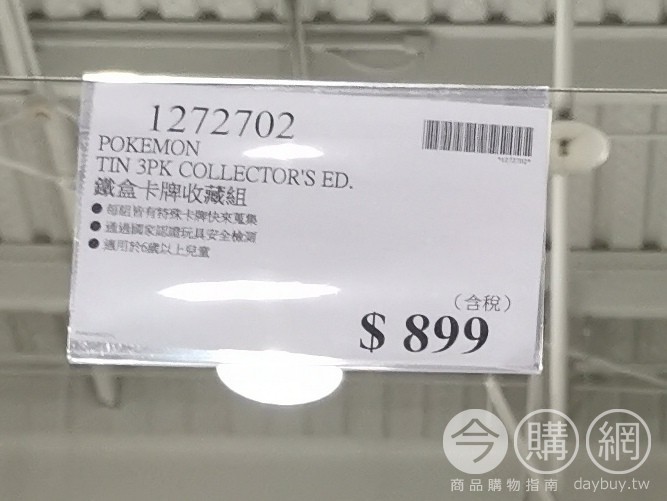 1272702
POKEMON
TIN 3PK COLLECTOR'S ED.
鐵盒卡牌收藏組
●每組皆有特殊卡牌快來蒐集
●通過國家認證玩具安全檢測
●適用於6歲以上兒童
*1272702*
(含稅)
$ 899
今購網
商品購物指南 daybuy.tw